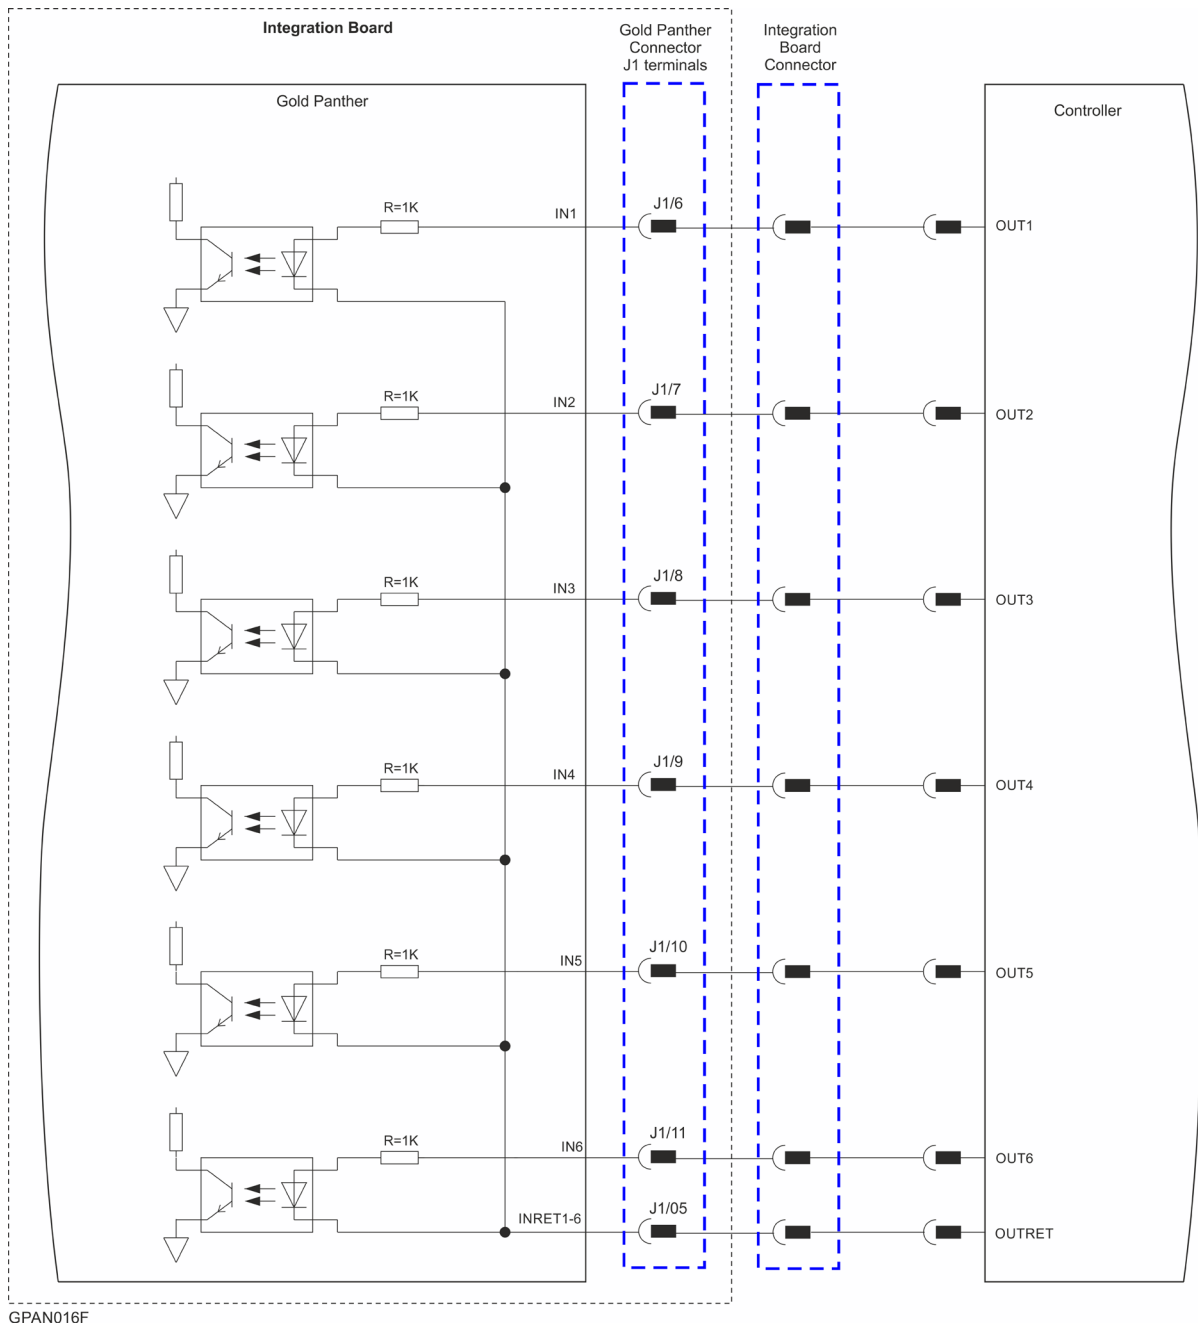 Integration Board
Gold Panther
Connector
J1 terminals
Integration
Board
Connector
Gold Panther
Controller
R=1K
IN1
J1/6
OUT1
R=1K
IN2
J1/7
OUT2
R=1K
IN3
J1/8
OUT3
R=1K
IN4
J1/9
OUT4
R=1K
IN5
J1/10
OUT5
R=1K
IN6
J1/11
OUT6
INRET1-6
J1/05
OUTRET
GPAN016F